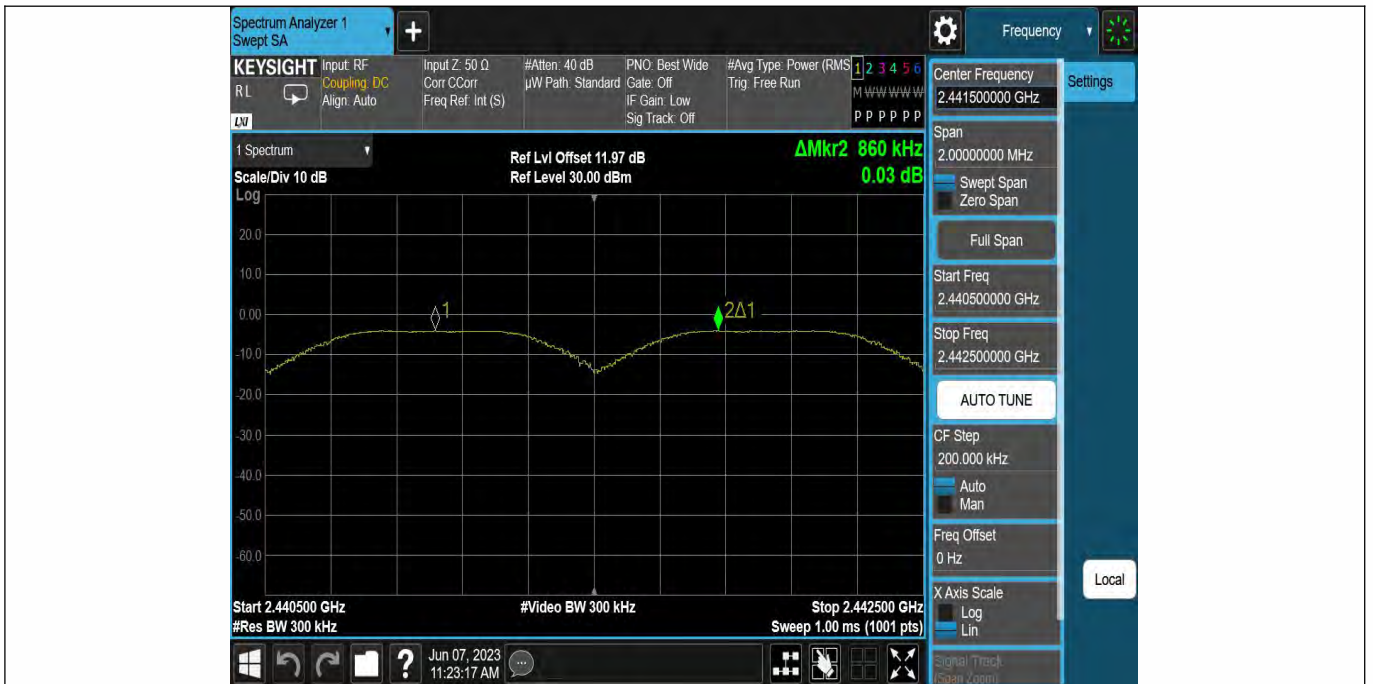 Spectrum Analyzer 1
Swept SA
+
Frequency
KEYSIGHT
RL
LXI
Input: RF
Coupling: DC
Align: Auto
Input Z: 50 Ω
Corr CCorr
Freq Ref: Int (S)
#Atten: 40 dB
µW Path: Standard
PNO: Best Wide
Gate: Off
IF Gain: Low
Sig Track: Off
#Avg Type: Power (RMS
Trig: Free Run
1 2 3 4 5 6
M W W W W W
P P P P P P
1 Spectrum
Scale/Div 10 dB
Log
Ref Lvl Offset 11.97 dB
Ref Level 30.00 dBm
ΔMkr2 860 kHz
0.03 dB
20.0
10.0
0.00
-10.0
-20.0
-30.0
-40.0
-50.0
-60.0
1
2Δ1
Start 2.440500 GHz
#Res BW 300 kHz
#Video BW 300 kHz
Stop 2.442500 GHz
Sweep 1.00 ms (1001 pts)
?
Jun 07, 2023
11:23:17 AM
Center Frequency
2.441500000 GHz
Settings
Span
2.00000000 MHz
Swept Span
Zero Span
Full Span
Start Freq
2.440500000 GHz
Stop Freq
2.442500000 GHz
AUTO TUNE
CF Step
200.000 kHz
Auto
Man
Freq Offset
0 Hz
X Axis Scale
Log
Lin
Signal Track
(Span Zoom)
Local